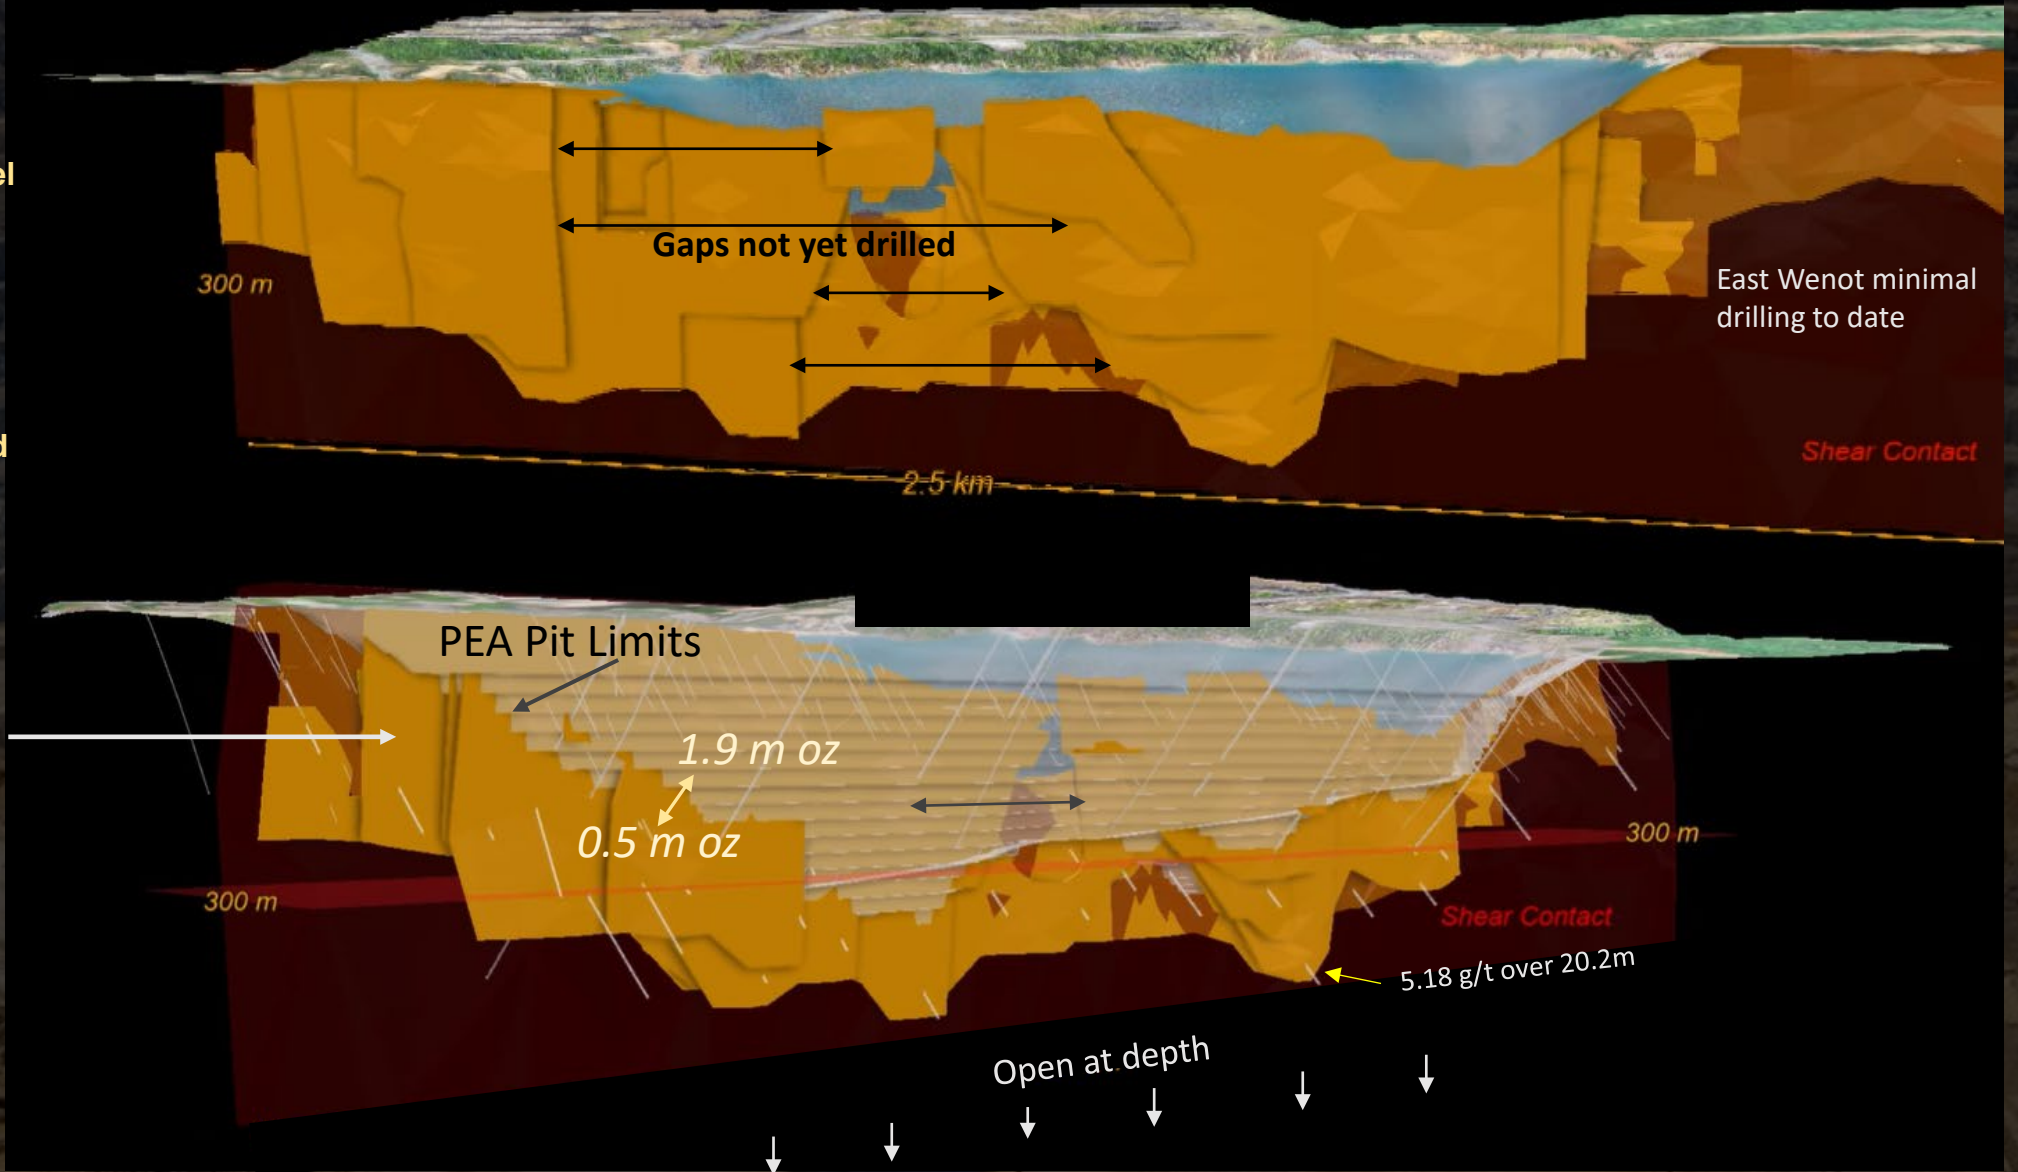 el
300 m
Gaps not yet drilled
East Wenot minimal
drilling to date
d
Shear Contact
2.5 km
PEA Pit Limits
1.9 m oz
0.5 m oz
300 m
300 m
Shear Contact
5.18 g/t over 20.2m
Open at depth